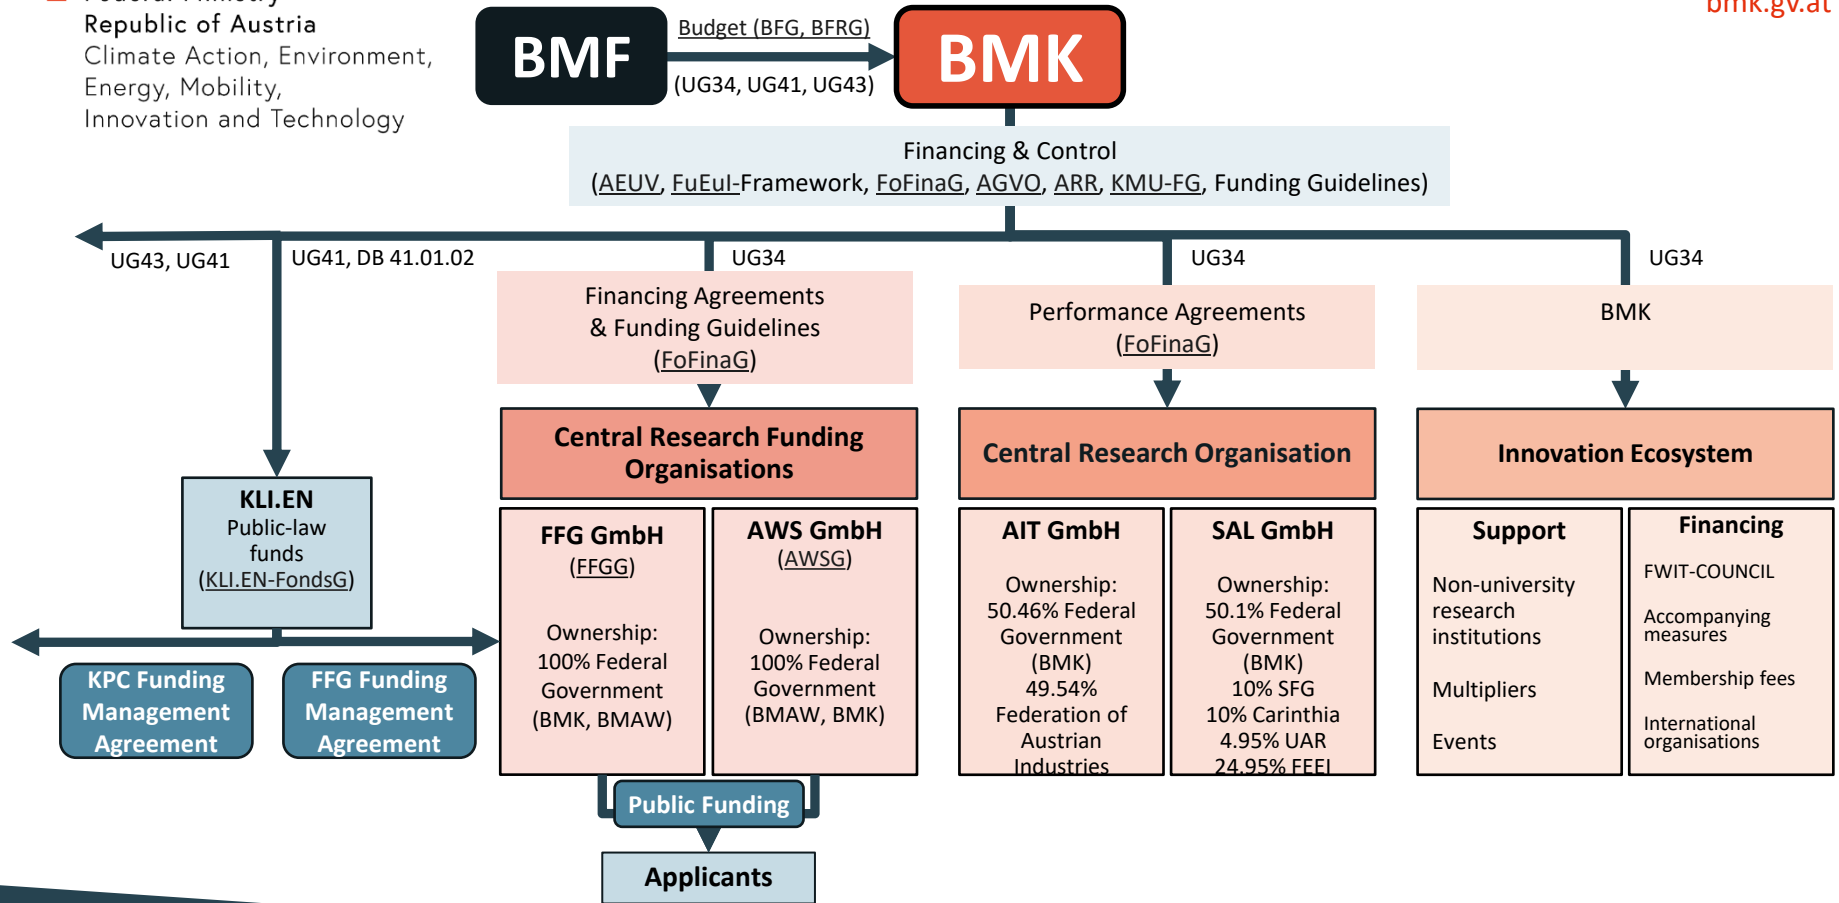 Federal Ministry
Republic of Austria
Climate Action, Environment,
Energy, Mobility,
Innovation and Technology
bmk.gv.at
BMF
Budget (BFG, BFRG)
(UG34, UG41, UG43)
BMK
Financing & Control
(AEUV, FuEuI-Framework, FoFinaG, AGVO, ARR, KMU-FG, Funding Guidelines)
UG43, UG41
UG41, DB 41.01.02
UG34
UG34
UG34
Financing Agreements
& Funding Guidelines
(FoFinaG)
Performance Agreements
(FoFinaG)
BMK
Central Research Funding
Organisations
Central Research Organisation
Innovation Ecosystem
KLI.EN
Public-law
funds
(KLI.EN-FondsG)
KPC Funding
Management
Agreement
FFG Funding
Management
Agreement
FFG GmbH
(FFGG)
Ownership:
100% Federal
Government
(BMK, BMAW)
AWS GmbH
(AWSG)
Ownership:
100% Federal
Government
(BMAW, BMK)
AIT GmbH
Ownership:
50.46% Federal
Government
(BMK)
49.54%
Federation of
Austrian
Industries
SAL GmbH
Ownership:
50.1% Federal
Government
(BMK)
10% SFG
10% Carinthia
4.95% UAR
24.95% FEEI
Support
Non-university
research
institutions
Multipliers
Events
Financing
FWIT-COUNCIL
Accompanying
measures
Membership fees
International
organisations
Public Funding
Applicants